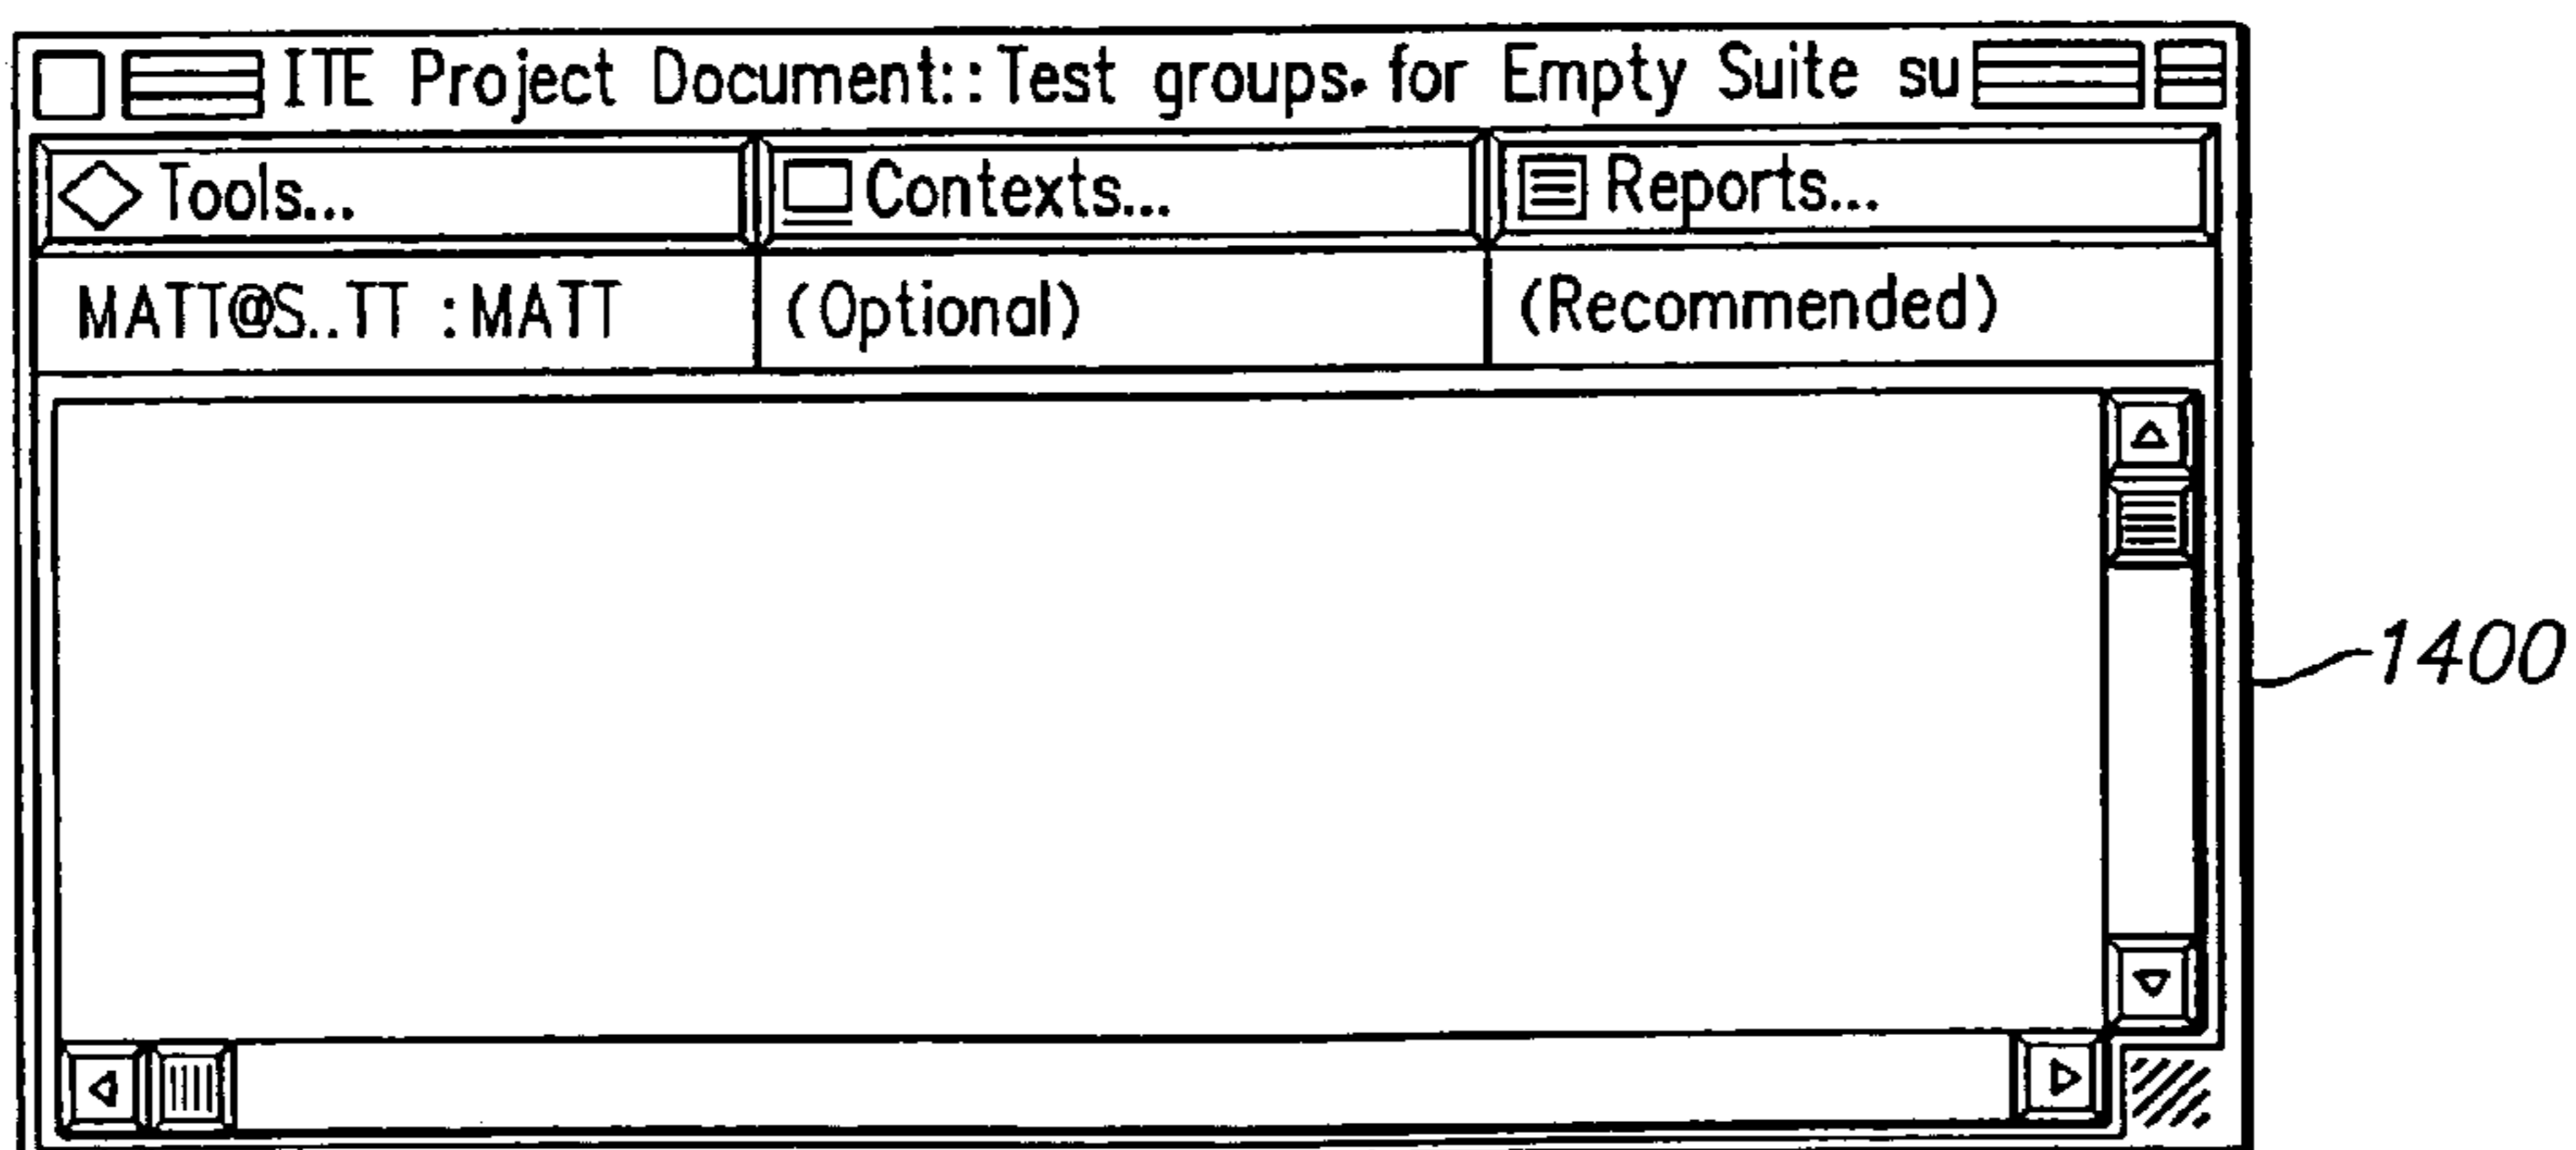 ITE Project Document::Test groups. for Empty Suite su
Tools... Contexts... Reports...
MATT@S..TT :MATT (Optional) (Recommended)
1400